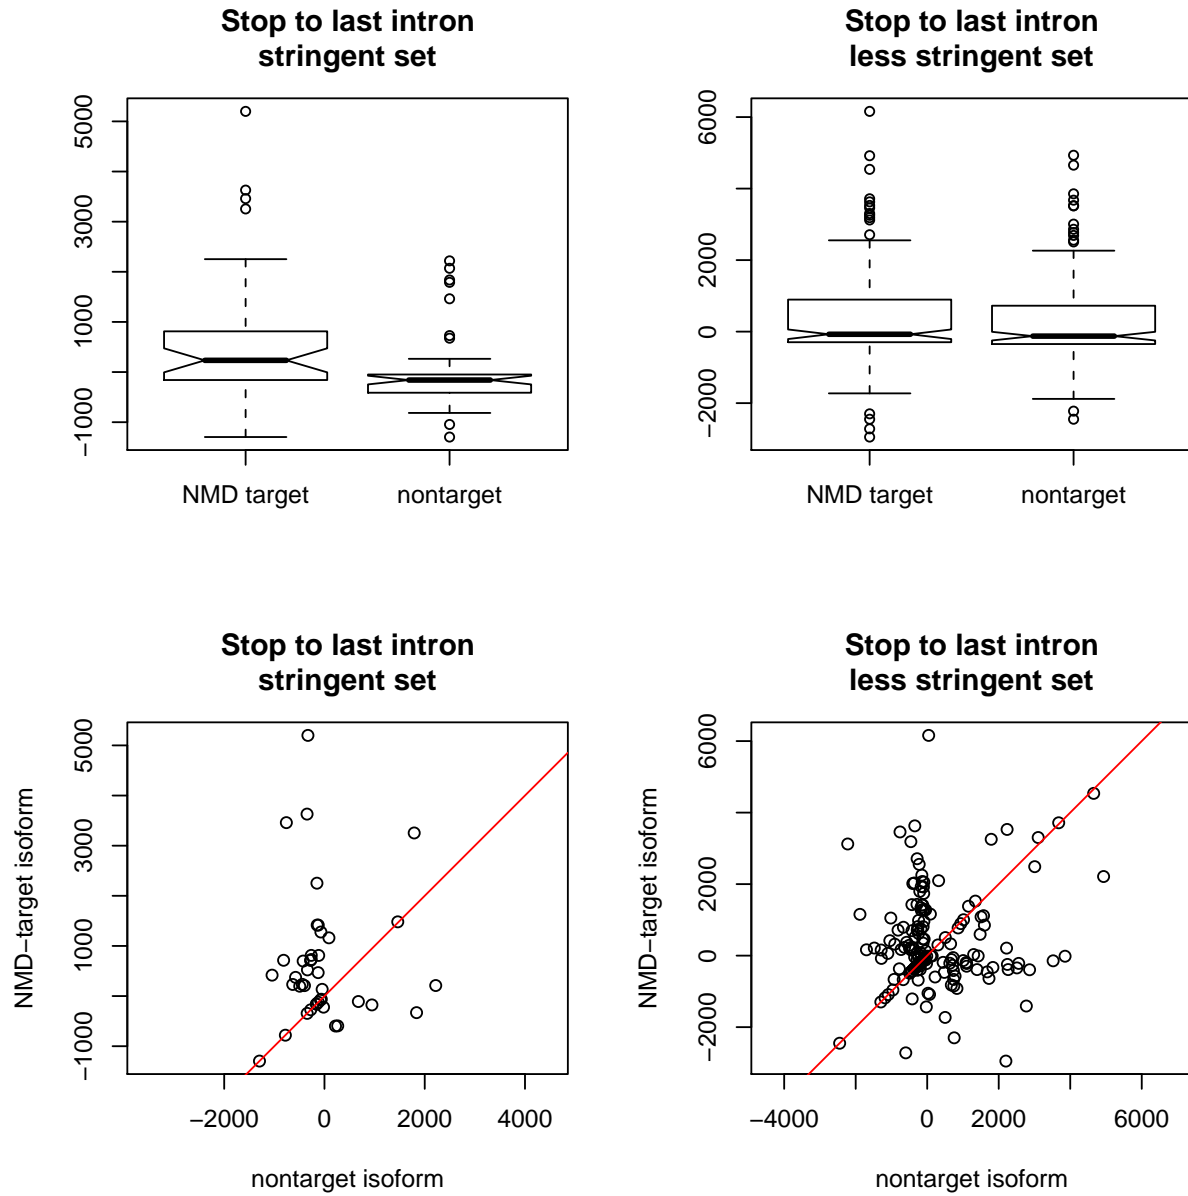 Stop to last intron
stringent set
5000
3000
1000
−1000
NMD target
nontarget
Stop to last intron
less stringent set
6000
2000
0
−2000
NMD target
nontarget
Stop to last intron
stringent set
NMD−target isoform
5000
3000
1000
−1000
−2000 0 2000 4000
nontarget isoform
Stop to last intron
less stringent set
NMD−target isoform
6000
2000
0
−2000
−4000 0 2000 6000
nontarget isoform